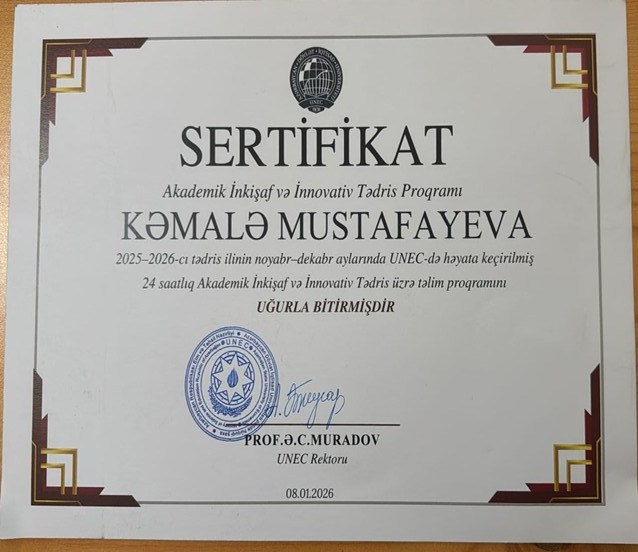 UNEC
SERTİFİKAT
Akademik İnkişaf və İnnovativ Tədris Proqramı
KƏMALƏ MUSTAFAYEVA
2025–2026-cı tədris ilinin noyabr–dekabr aylarında UNEC-də həyata keçirilmiş
24 saatlıq Akademik İnkişaf və İnnovativ Tədris üzrə təlim proqramını
UĞURLA BİTİRMİŞDİR
UNEC
PROF.Ə.C.MURADOV
UNEC Rektoru
08.01.2026